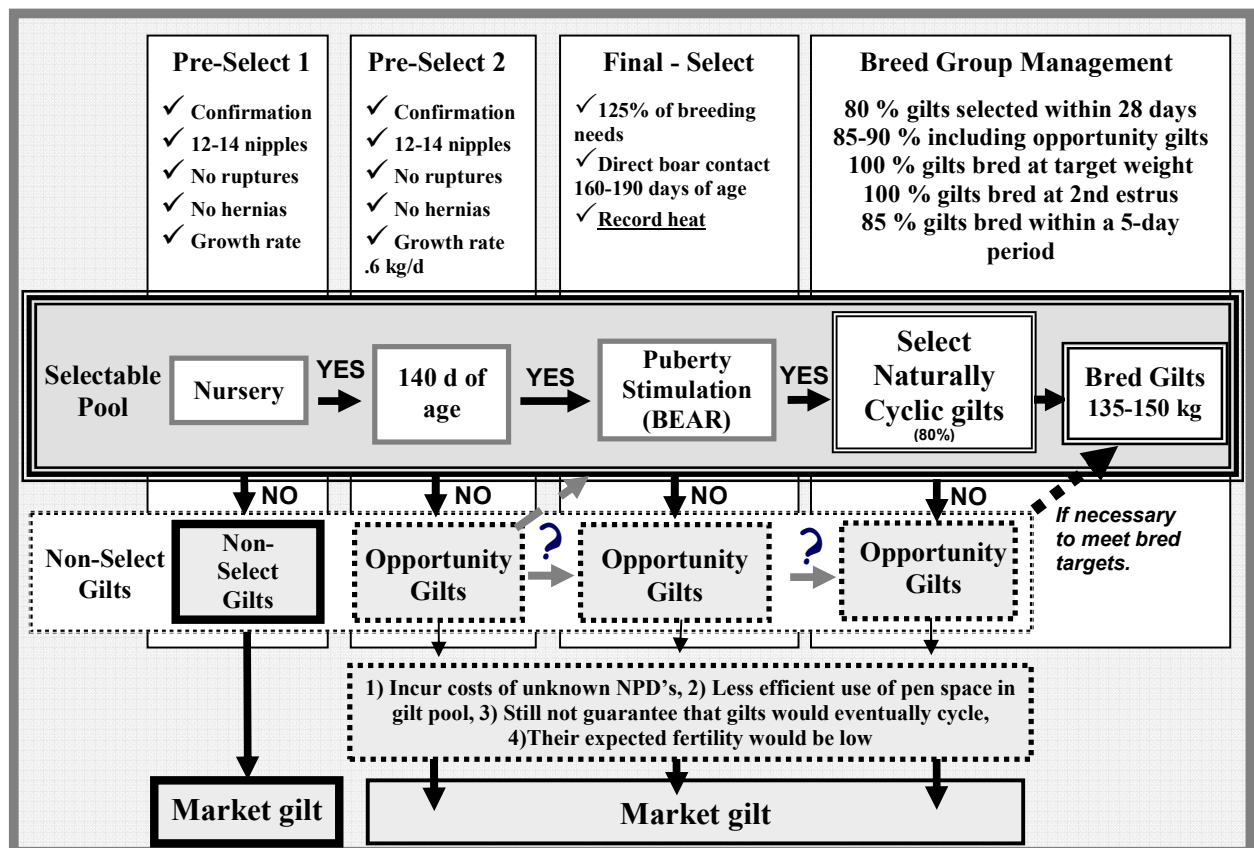 Pre-Select 1
✓ Confirmation
✓ 12-14 nipples
✓ No ruptures
✓ No hernias
✓ Growth rate
Pre-Select 2
✓ Confirmation
✓ 12-14 nipples
✓ No ruptures
✓ No hernias
✓ Growth rate
.6 kg/d
Final - Select
✓ 125% of breeding
needs
✓ Direct boar contact
160-190 days of age
✓ Record heat
Breed Group Management
80 % gilts selected within 28 days
85-90 % including opportunity gilts
100 % gilts bred at target weight
100 % gilts bred at 2nd estrus
85 % gilts bred within a 5-day
period
Selectable
Pool
Nursery
YES
140 d of
age
YES
Puberty
Stimulation
(BEAR)
YES
Select
Naturally
Cyclic gilts
(80%)
Bred Gilts
135-150 kg
NO
NO
NO
NO
Non-Select
Gilts
Non-
Select
Gilts
Opportunity
Gilts
?
Opportunity
Gilts
?
Opportunity
Gilts
If necessary
to meet bred
targets.
1) Incur costs of unknown NPD's, 2) Less efficient use of pen space in
gilt pool, 3) Still not guarantee that gilts would eventually cycle,
4)Their expected fertility would be low
Market gilt
Market gilt